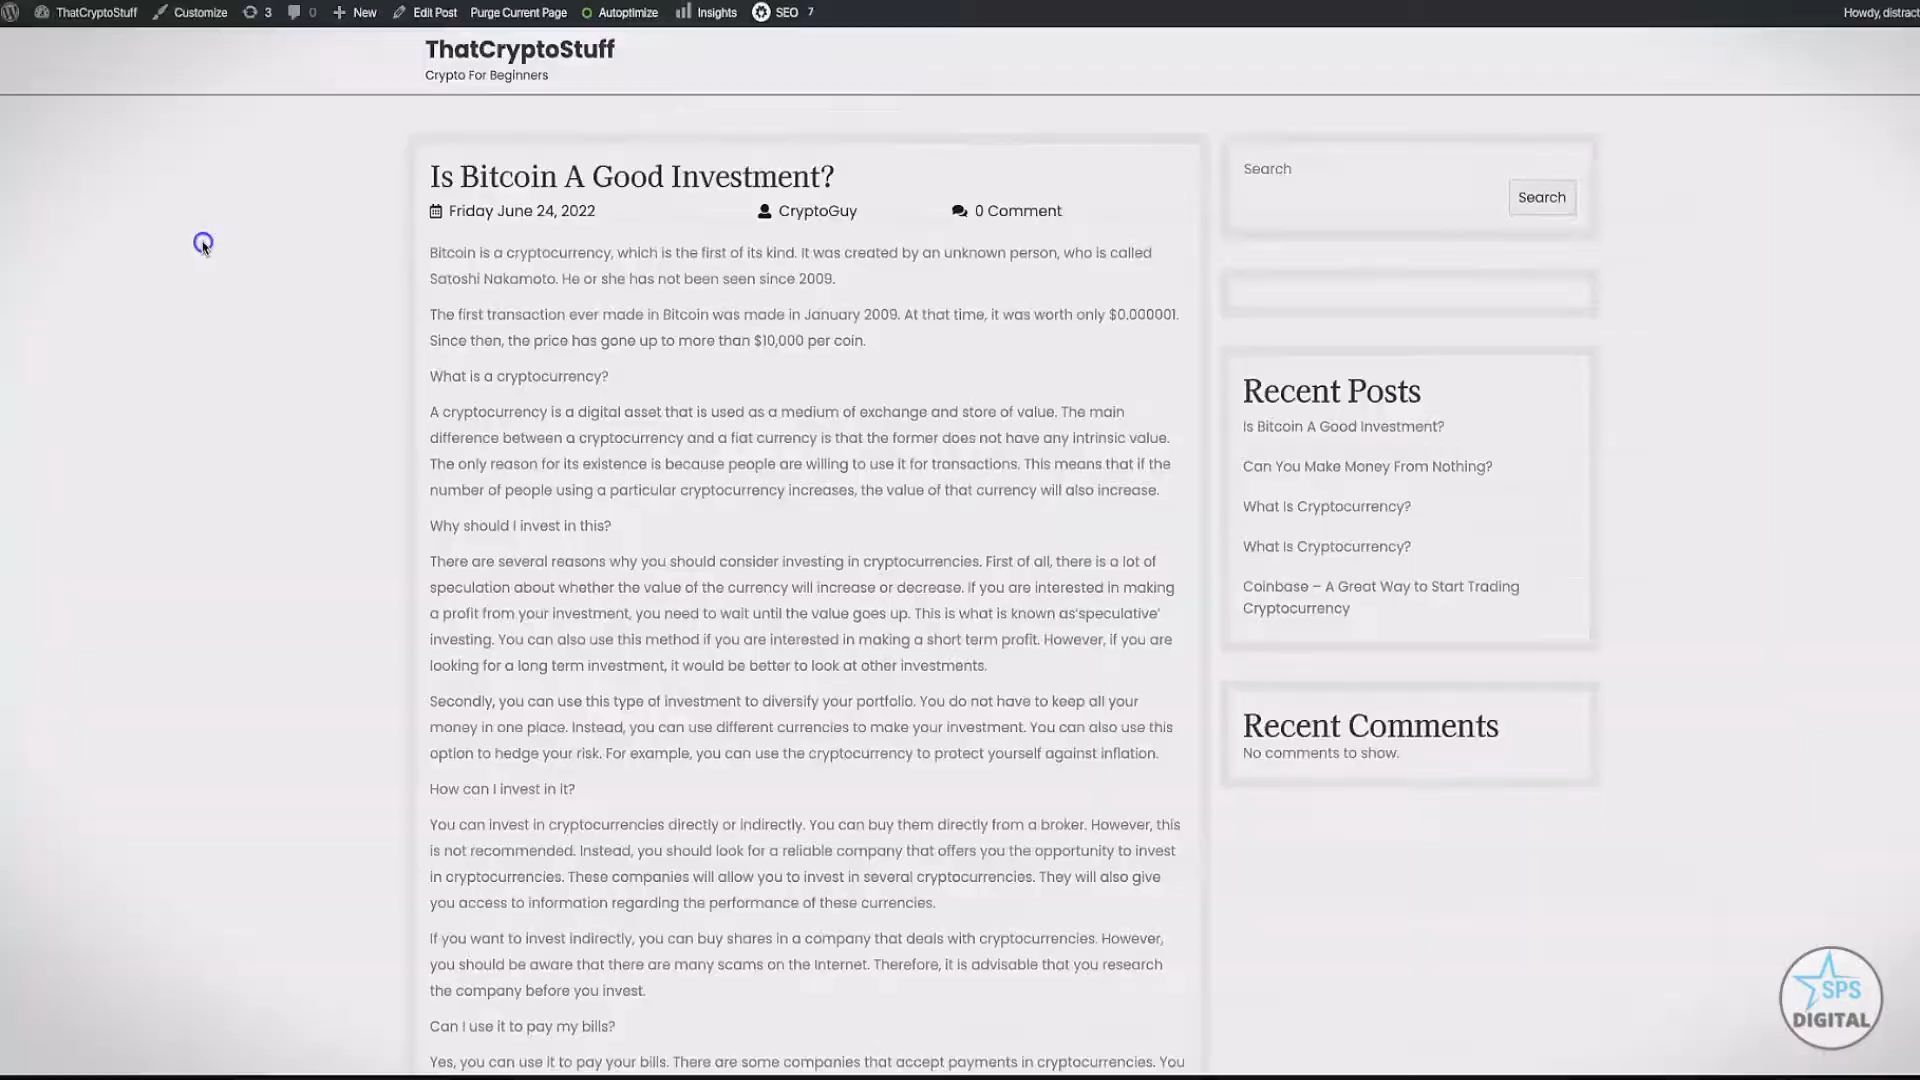 ThatCryptoStuff Customize 3 0 New Edit Post Purge Current Page Autoptimize Insights SEO 7 Howdy, distract
ThatCryptoStuff
Crypto For Beginners
Is Bitcoin A Good Investment?
Friday June 24, 2022 CryptoGuy 0 Comment
Bitcoin is a cryptocurrency, which is the first of its kind. It was created by an unknown person, who is called
Satoshi Nakamoto. He or she has not been seen since 2009.
The first transaction ever made in Bitcoin was made in January 2009. At that time, it was worth only $0.000001.
Since then, the price has gone up to more than $10,000 per coin.
What is a cryptocurrency?
A cryptocurrency is a digital asset that is used as a medium of exchange and store of value. The main
difference between a cryptocurrency and a fiat currency is that the former does not have any intrinsic value.
The only reason for its existence is because people are willing to use it for transactions. This means that if the
number of people using a particular cryptocurrency increases, the value of that currency will also increase.
Why should I invest in this?
There are several reasons why you should consider investing in cryptocurrencies. First of all, there is a lot of
speculation about whether the value of the currency will increase or decrease. If you are interested in making
a profit from your investment, you need to wait until the value goes up. This is what is known as'speculative'
investing. You can also use this method if you are interested in making a short term profit. However, if you are
looking for a long term investment, it would be better to look at other investments.
Secondly, you can use this type of investment to diversify your portfolio. You do not have to keep all your
money in one place. Instead, you can use different currencies to make your investment. You can also use this
option to hedge your risk. For example, you can use the cryptocurrency to protect yourself against inflation.
How can I invest in it?
You can invest in cryptocurrencies directly or indirectly. You can buy them directly from a broker. However, this
is not recommended. Instead, you should look for a reliable company that offers you the opportunity to invest
in cryptocurrencies. These companies will allow you to invest in several cryptocurrencies. They will also give
you access to information regarding the performance of these currencies.
If you want to invest indirectly, you can buy shares in a company that deals with cryptocurrencies. However,
you should be aware that there are many scams on the Internet. Therefore, it is advisable that you research
the company before you invest.
Can I use it to pay my bills?
Yes, you can use it to pay your bills. There are some companies that accept payments in cryptocurrencies. You
Search
Search
Recent Posts
Is Bitcoin A Good Investment?
Can You Make Money From Nothing?
What Is Cryptocurrency?
What Is Cryptocurrency?
Coinbase – A Great Way to Start Trading
Cryptocurrency
Recent Comments
No comments to show.
SPS
DIGITAL